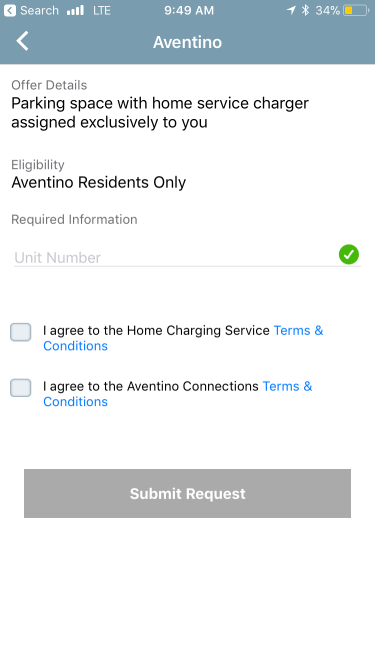 Search LTE 9:49 AM 34%
Aventino
Offer Details
Parking space with home service charger
assigned exclusively to you
Eligibility
Aventino Residents Only
Required Information
Unit Number
I agree to the Home Charging Service Terms &
Conditions
I agree to the Aventino Connections Terms &
Conditions
Submit Request